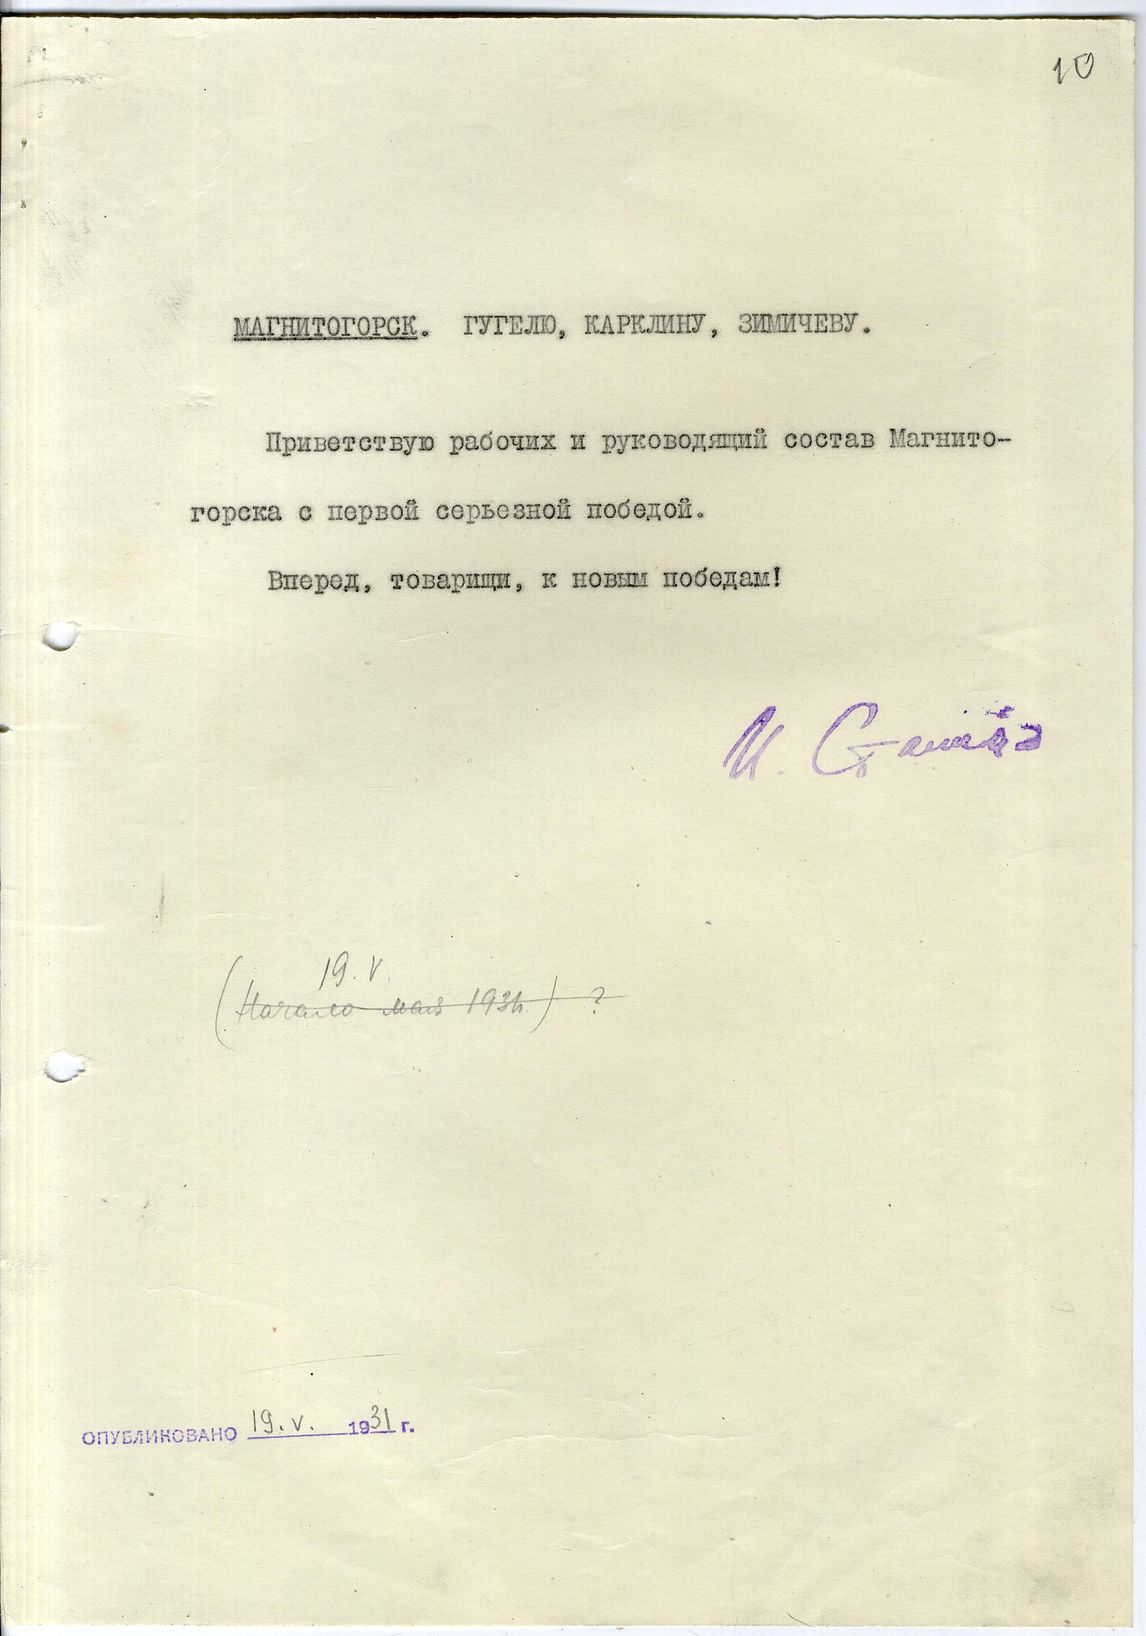 10
МАГНИТОГОРСК. ГУГЕЛЮ, КАРКЛИНУ, ЗИМИЧЕВУ.
Приветствую рабочих и руководящий состав Магнито-
горска с первой серьезной победой.
Вперед, товарищи, к новым победам!
И. Сталин
19. V.
(Начало мая 1931г.) ?
ОПУБЛИКОВАНО 19. V. 1931 г.